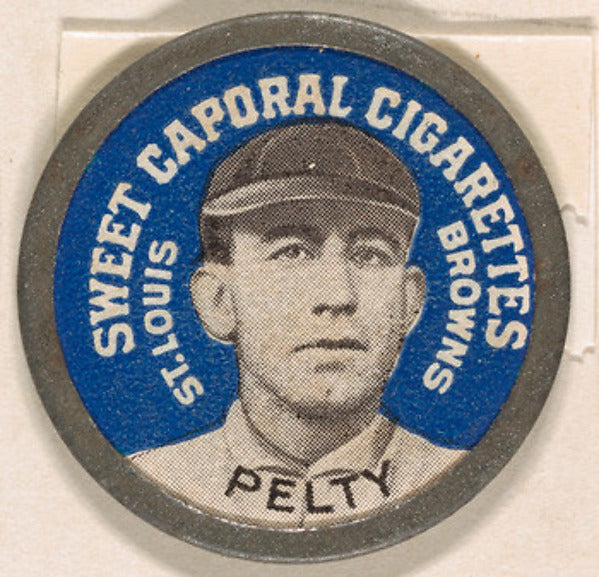 SWEET CAPORAL CIGARETTES
ST. LOUIS
BROWNS
PELTY